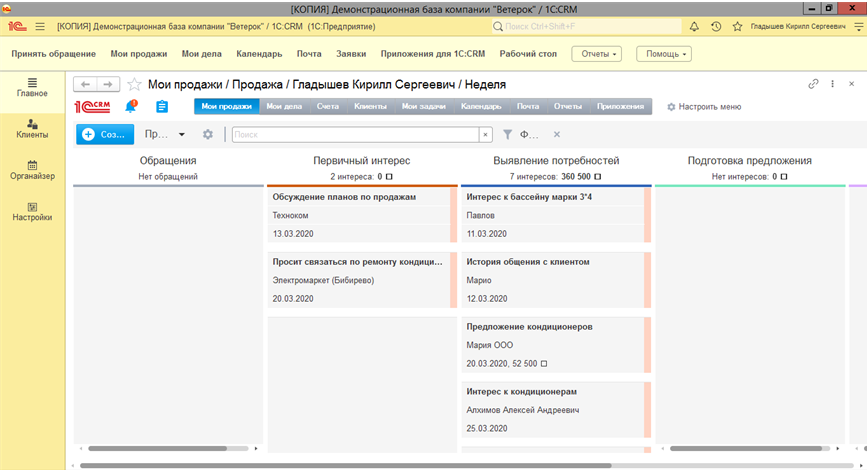 [КОПИЯ] Демонстрационная база компании "Ветерок" / 1С:CRM
1С [КОПИЯ] Демонстрационная база компании "Ветерок" / 1С:CRM (1С:Предприятие) Поиск Ctrl+Shift+F Гладышев Кирилл Сергеевич
Принять обращение Мои продажи Мои дела Календарь Почта Заявки Приложения для 1С:CRM Рабочий стол Отчеты Помощь
Главное
Клиенты
Органайзер
Настройки
Мои продажи / Продажа / Гладышев Кирилл Сергеевич / Неделя
1С CRM 1 Мои продажи Мои дела Счета Клиенты Мои задачи Календарь Почта Отчеты Приложения Настроить меню
Соз... Пр... Поиск × Ф... ×
Обращения
Нет обращений
Первичный интерес
2 интереса: 0
Обсуждение планов по продажам
Техноком
13.03.2020
Просит связаться по ремонту кондици...
Электромаркет (Бибирево)
20.03.2020
Выявление потребностей
7 интересов: 360 500
Интерес к бассейну марки 3*4
Павлов
11.03.2020
История общения с клиентом
Марио
12.03.2020
Предложение кондиционеров
Мария ООО
20.03.2020, 52 500
Интерес к кондиционерам
Алхимов Алексей Андреевич
25.03.2020
Подготовка предложения
Нет интересов: 0